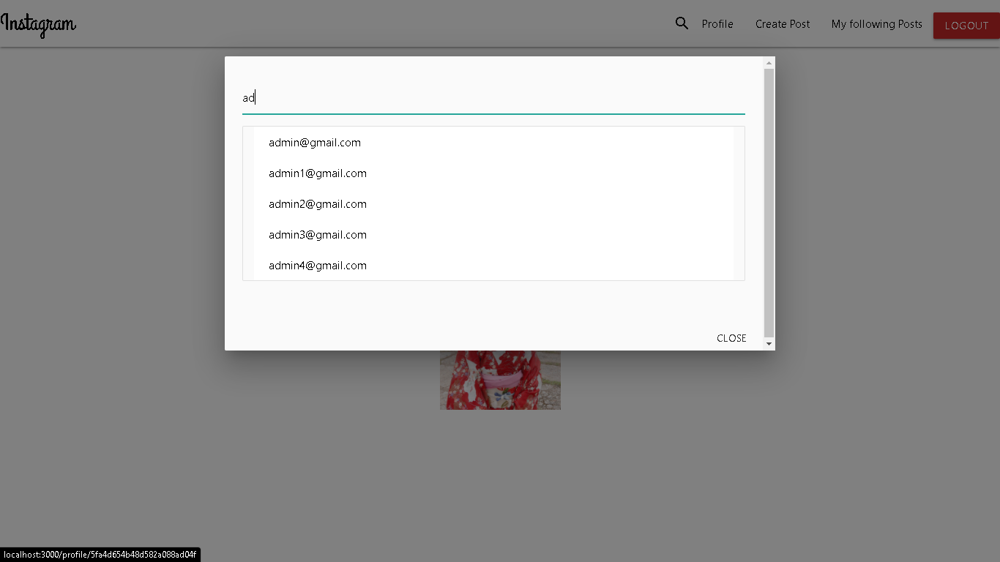 Instagram
Profile
Create Post
My following Posts
LOGOUT
ad
admin@gmail.com
admin1@gmail.com
admin2@gmail.com
admin3@gmail.com
admin4@gmail.com
CLOSE
localhost:3000/profile/5fa4d654b48d582a088ad04f